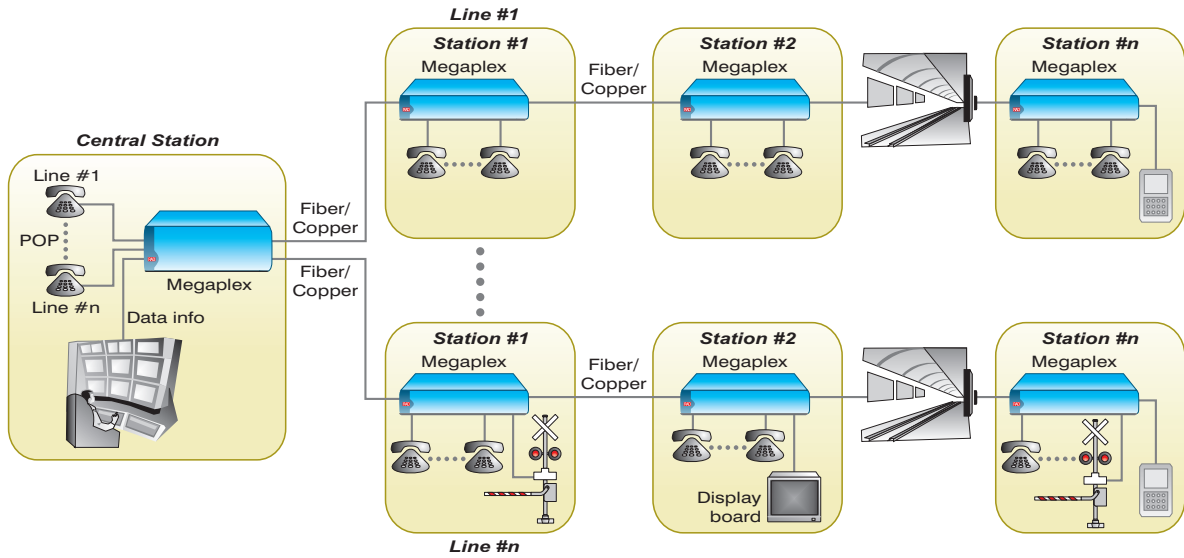 Line #1
Station #1
Megaplex
Fiber/
Copper
Station #2
Megaplex
Station #n
Megaplex
Central Station
Line #1
POP
Line #n
Megaplex
Data info
Fiber/
Copper
Fiber/
Copper
Station #1
Megaplex
Fiber/
Copper
Station #2
Megaplex
Display
board
Station #n
Megaplex
Line #n